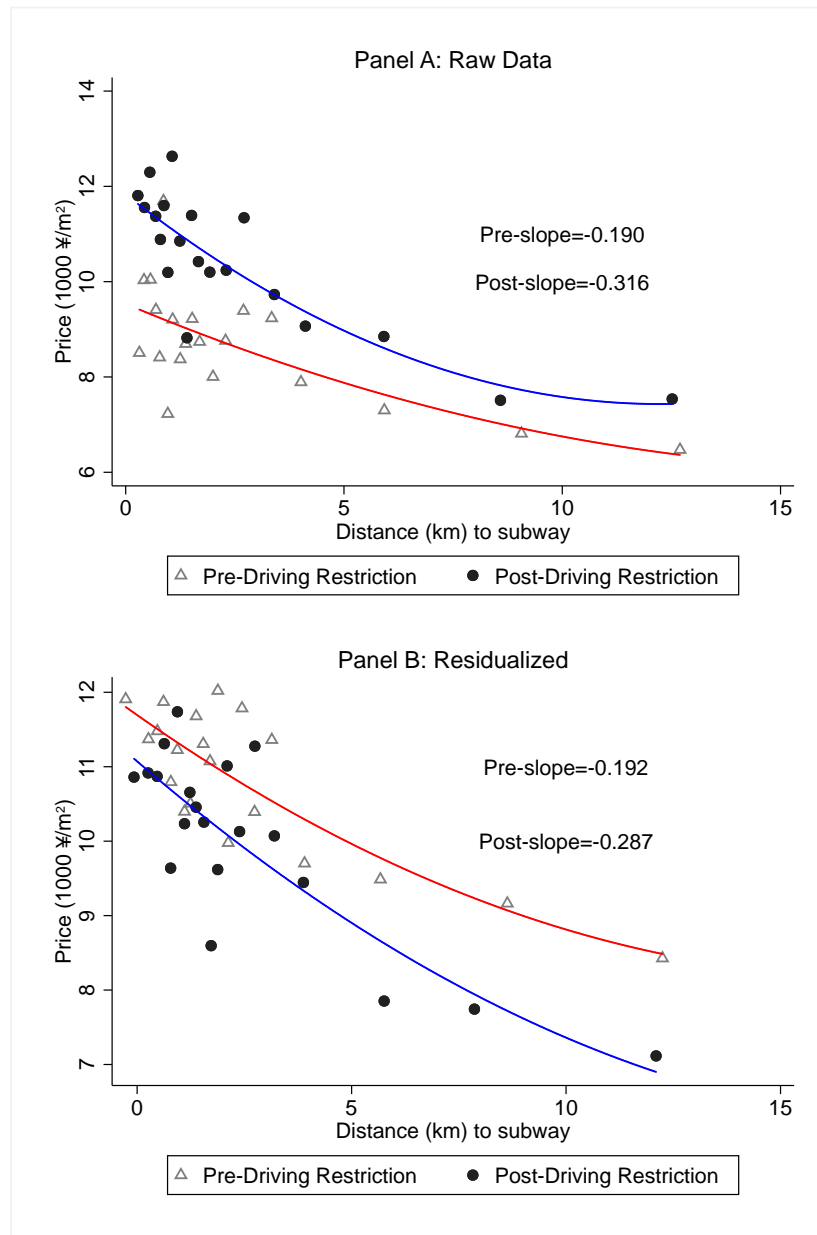 Panel A: Raw Data
Price (1000 ¥/m²)
14
12
10
8
6
Pre-slope=-0.190
Post-slope=-0.316
0 5 10 15
Distance (km) to subway
Pre-Driving Restriction Post-Driving Restriction
Panel B: Residualized
Price (1000 ¥/m²)
12
11
10
9
8
7
Pre-slope=-0.192
Post-slope=-0.287
0 5 10 15
Distance (km) to subway
Pre-Driving Restriction Post-Driving Restriction